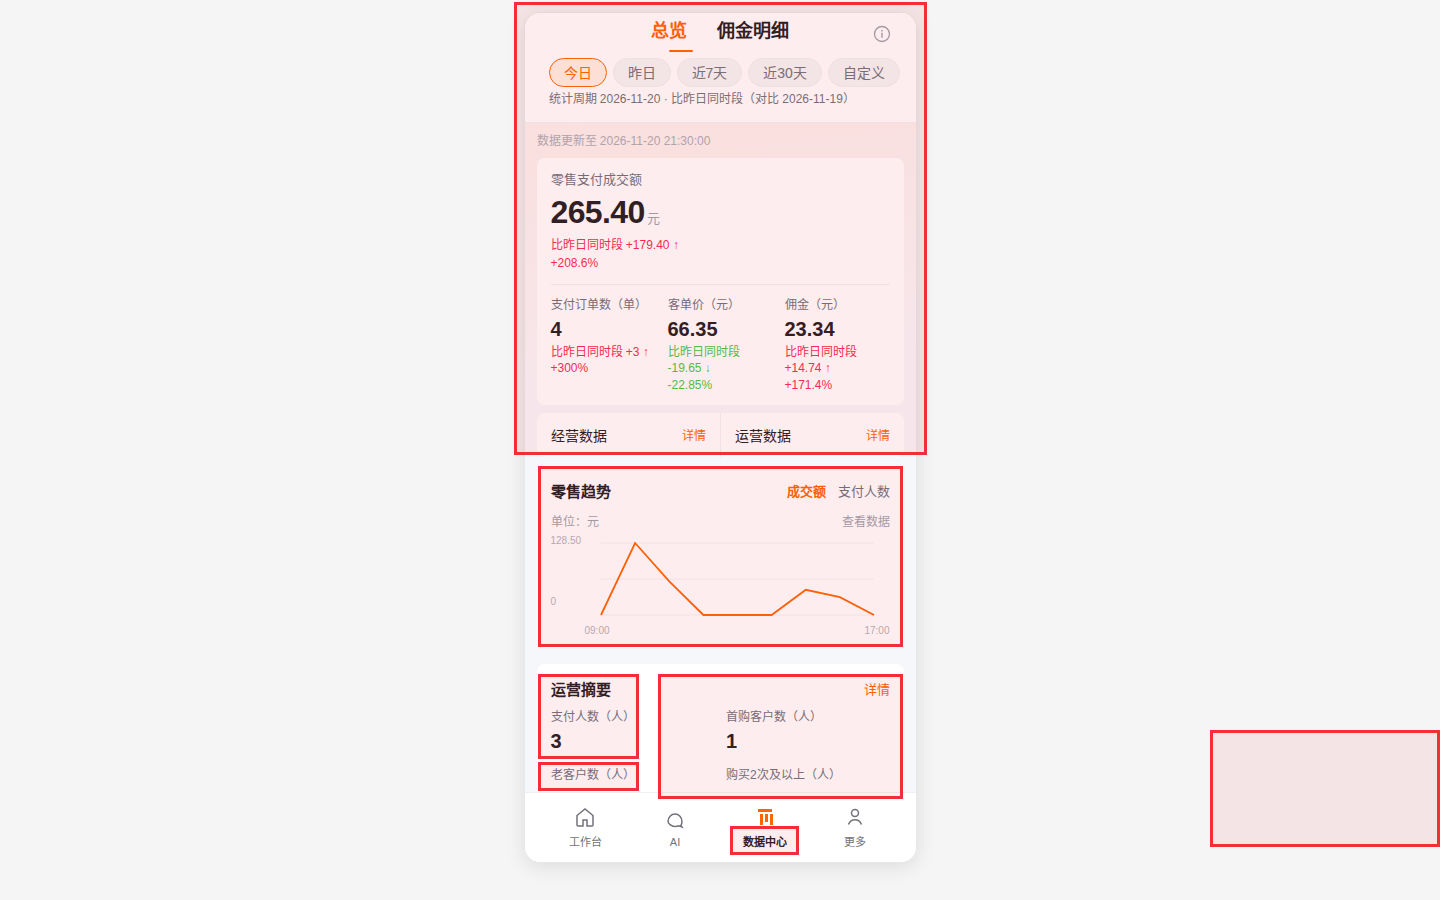 总览 佣金明细
今日 昨日 近7天 近30天 自定义
统计周期 2026-11-20 · 比昨日同时段（对比 2026-11-19）
数据更新至 2026-11-20 21:30:00
零售支付成交额
265.40 元
比昨日同时段 +179.40 ↑
+208.6%
支付订单数（单） 客单价（元） 佣金（元）
4 66.35 23.34
比昨日同时段 +3 ↑ 比昨日同时段 比昨日同时段
+300% -19.65 ↓ +14.74 ↑
-22.85% +171.4%
经营数据 详情 运营数据 详情
零售趋势 成交额 支付人数
单位：元 查看数据
128.50
0
09:00 17:00
运营摘要 详情
支付人数（人） 首购客户数（人）
3 1
老客户数（人） 购买2次及以上（人）
工作台 AI 数据中心 更多